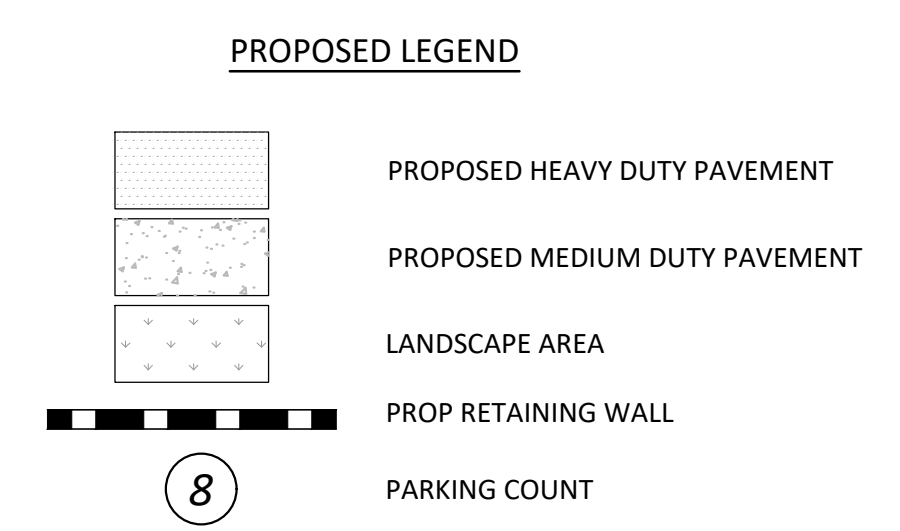 PROPOSED LEGEND
PROPOSED HEAVY DUTY PAVEMENT
PROPOSED MEDIUM DUTY PAVEMENT
LANDSCAPE AREA
PROP RETAINING WALL
8 PARKING COUNT